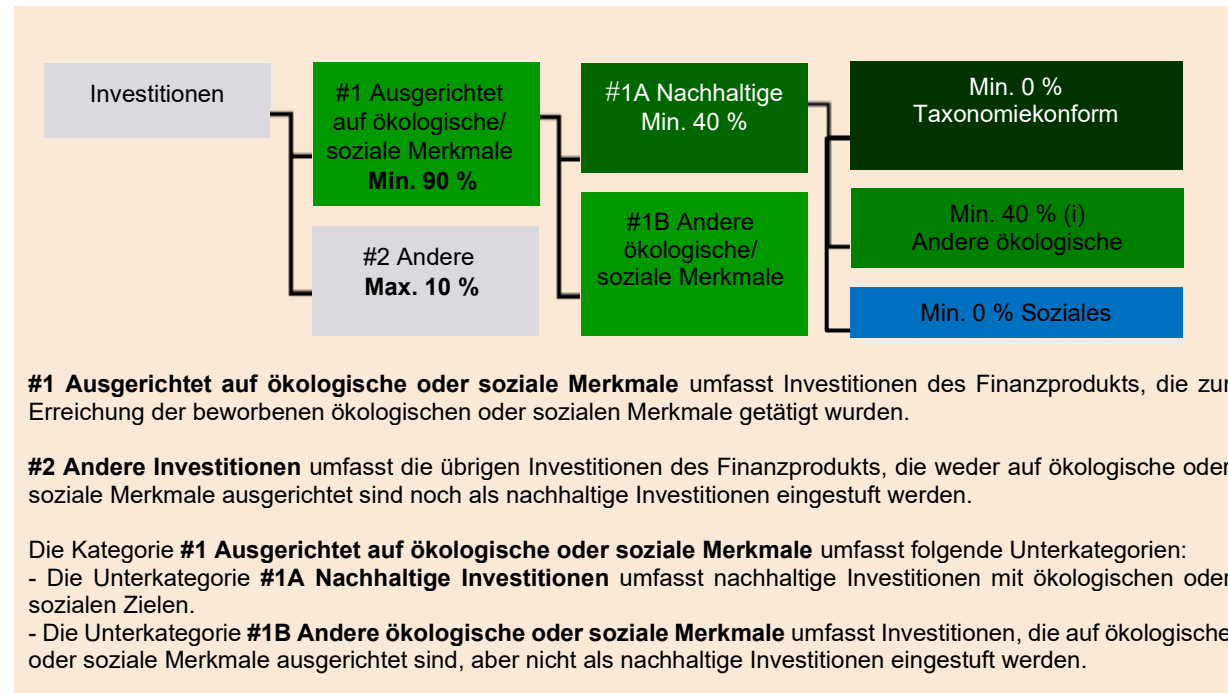 Investitionen
#1 Ausgerichtet
auf ökologische/
soziale Merkmale
Min. 90 %
#2 Andere
Max. 10 %
#1A Nachhaltige
Min. 40 %
#1B Andere
ökologische/
soziale Merkmale
Min. 0 %
Taxonomiekonform
Min. 40 % (i)
Andere ökologische
Min. 0 % Soziales
#1 Ausgerichtet auf ökologische oder soziale Merkmale umfasst Investitionen des Finanzprodukts, die zur
Erreichung der beworbenen ökologischen oder sozialen Merkmale getätigt wurden.
#2 Andere Investitionen umfasst die übrigen Investitionen des Finanzprodukts, die weder auf ökologische oder
soziale Merkmale ausgerichtet sind noch als nachhaltige Investitionen eingestuft werden.
Die Kategorie #1 Ausgerichtet auf ökologische oder soziale Merkmale umfasst folgende Unterkategorien:
- Die Unterkategorie #1A Nachhaltige Investitionen umfasst nachhaltige Investitionen mit ökologischen oder
sozialen Zielen.
- Die Unterkategorie #1B Andere ökologische oder soziale Merkmale umfasst Investitionen, die auf ökologische
oder soziale Merkmale ausgerichtet sind, aber nicht als nachhaltige Investitionen eingestuft werden.